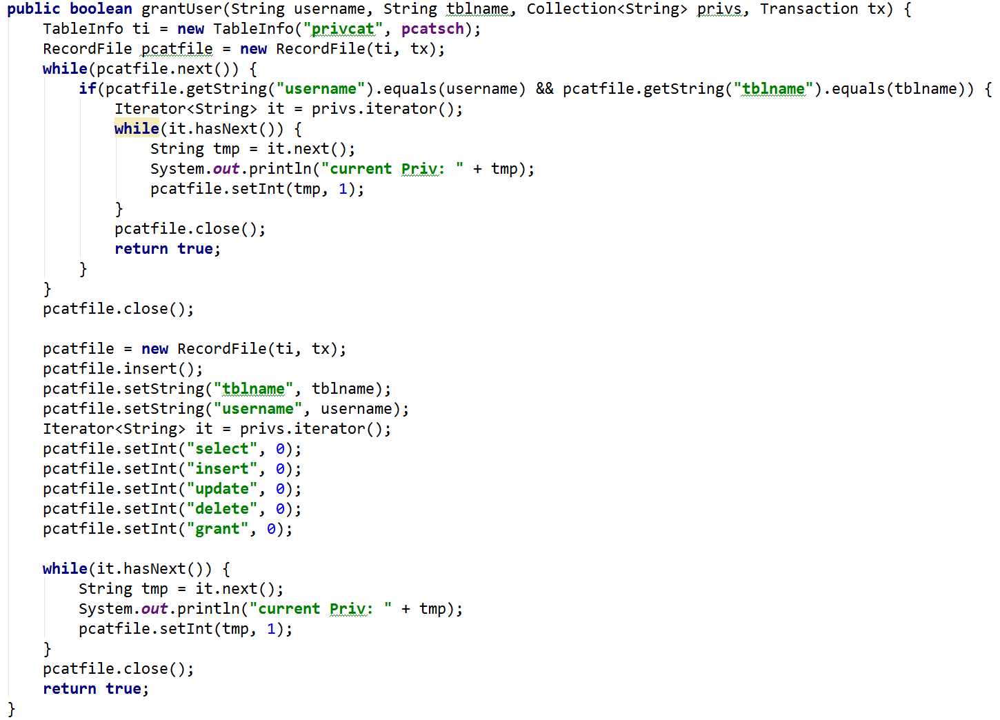 public boolean grantUser(String username, String tblname, Collection<String> privs, Transaction tx) {
    TableInfo ti = new TableInfo("privcat", pcatsch);
    RecordFile pcatfile = new RecordFile(ti, tx);
    while(pcatfile.next()) {
        if(pcatfile.getString("username").equals(username) && pcatfile.getString("tblname").equals(tblname)) {
            Iterator<String> it = privs.iterator();
            while(it.hasNext()) {
                String tmp = it.next();
                System.out.println("current Priv: " + tmp);
                pcatfile.setInt(tmp, 1);
            }
            pcatfile.close();
            return true;
        }
    }
    pcatfile.close();

    pcatfile = new RecordFile(ti, tx);
    pcatfile.insert();
    pcatfile.setString("tblname", tblname);
    pcatfile.setString("username", username);
    Iterator<String> it = privs.iterator();
    pcatfile.setInt("select", 0);
    pcatfile.setInt("insert", 0);
    pcatfile.setInt("update", 0);
    pcatfile.setInt("delete", 0);
    pcatfile.setInt("grant", 0);

    while(it.hasNext()) {
        String tmp = it.next();
        System.out.println("current Priv: " + tmp);
        pcatfile.setInt(tmp, 1);
    }
    pcatfile.close();
    return true;
}